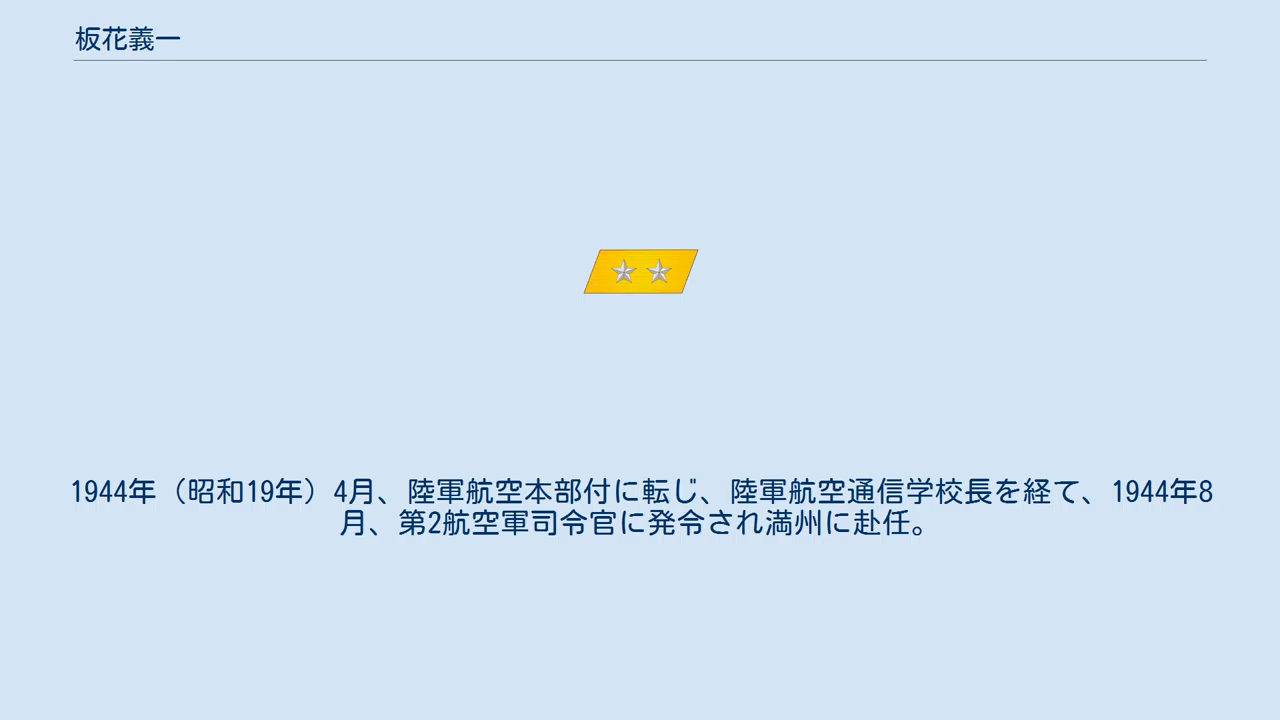 板花義一
1944年（昭和19年）4月、陸軍航空本部付に転じ、陸軍航空通信学校長を経て、1944年8
月、第2航空軍司令官に発令され満州に赴任。